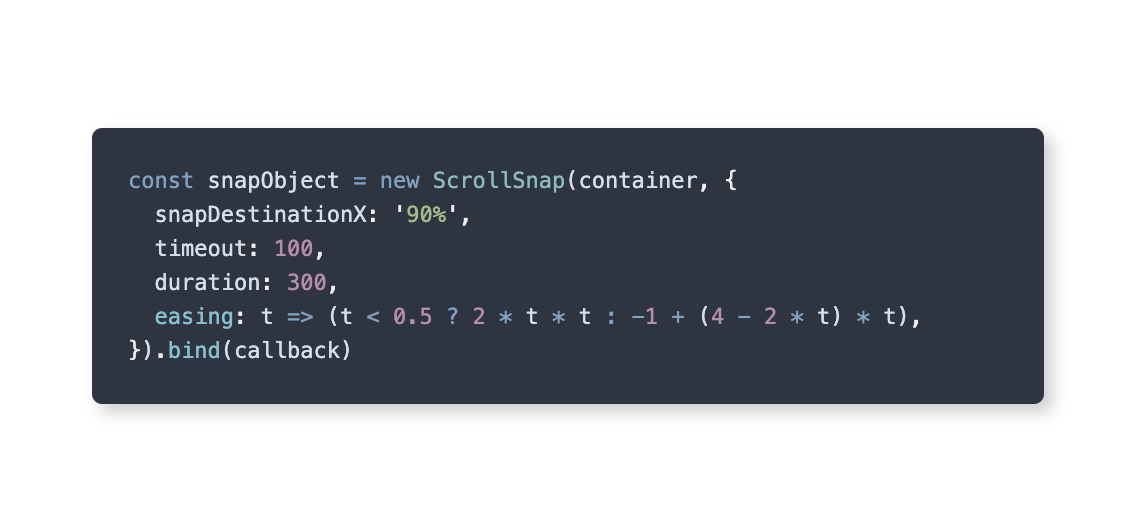 const snapObject = new ScrollSnap(container, {
  snapDestinationX: '90%',
  timeout: 100,
  duration: 300,
  easing: t => (t < 0.5 ? 2 * t * t : -1 + (4 - 2 * t) * t),
}).bind(callback)